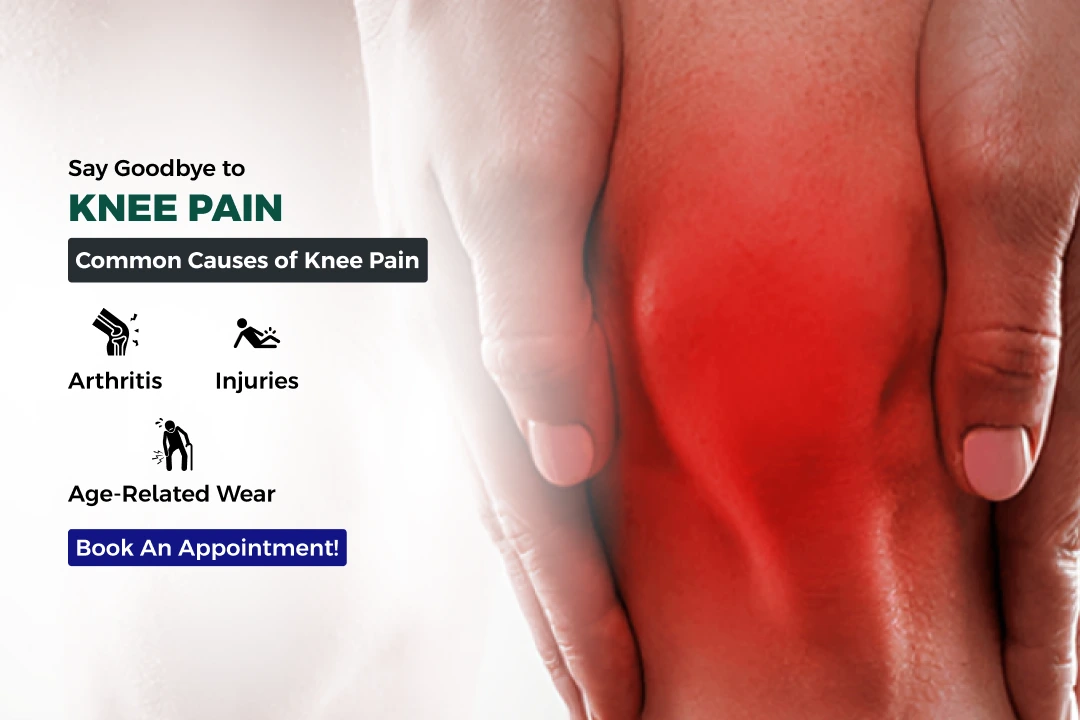 Say Goodbye to
KNEE PAIN
Common Causes of Knee Pain
Arthritis Injuries
Age-Related Wear
Book An Appointment!